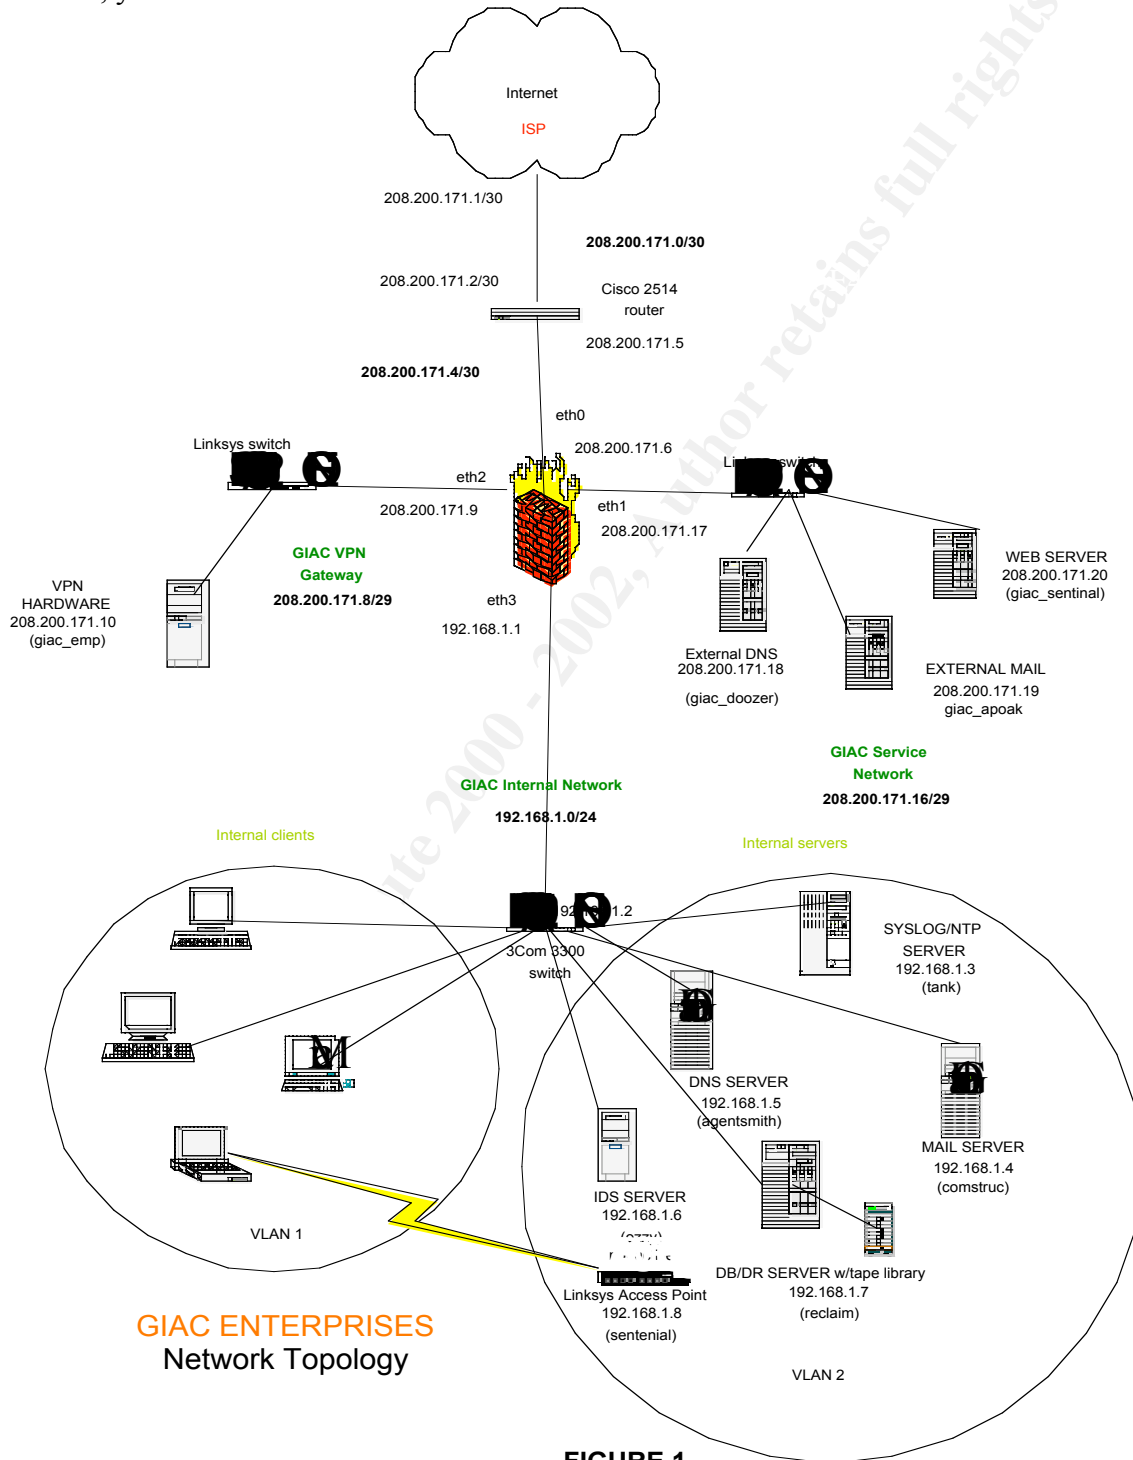 Internet
ISP
208.200.171.1/30
208.200.171.0/30
208.200.171.2/30
Cisco 2514
router
208.200.171.5
208.200.171.4/30
eth0
208.200.171.6
Linksys switch
eth2
208.200.171.9
eth1
208.200.171.17
GIAC VPN
Gateway
208.200.171.8/29
VPN
HARDWARE
208.200.171.10
(giac_emp)
eth3
192.168.1.1
WEB SERVER
208.200.171.20
(giac_sentinal)
External DNS
208.200.171.18
(giac_doozer)
EXTERNAL MAIL
208.200.171.19
giac_apoak
GIAC Service
Network
208.200.171.16/29
GIAC Internal Network
192.168.1.0/24
Internal clients
Internal servers
3Com 3300
switch
SYSLOG/NTP
SERVER
192.168.1.3
(tank)
DNS SERVER
192.168.1.5
(agentsmith)
MAIL SERVER
192.168.1.4
(comstruc)
IDS SERVER
192.168.1.6
DB/DR SERVER w/tape library
192.168.1.7
(reclaim)
Linksys Access Point
192.168.1.8
(sentenial)
VLAN 1
VLAN 2
GIAC ENTERPRISES
Network Topology
FIGURE 1
2000 - 2002, Author retains full rights